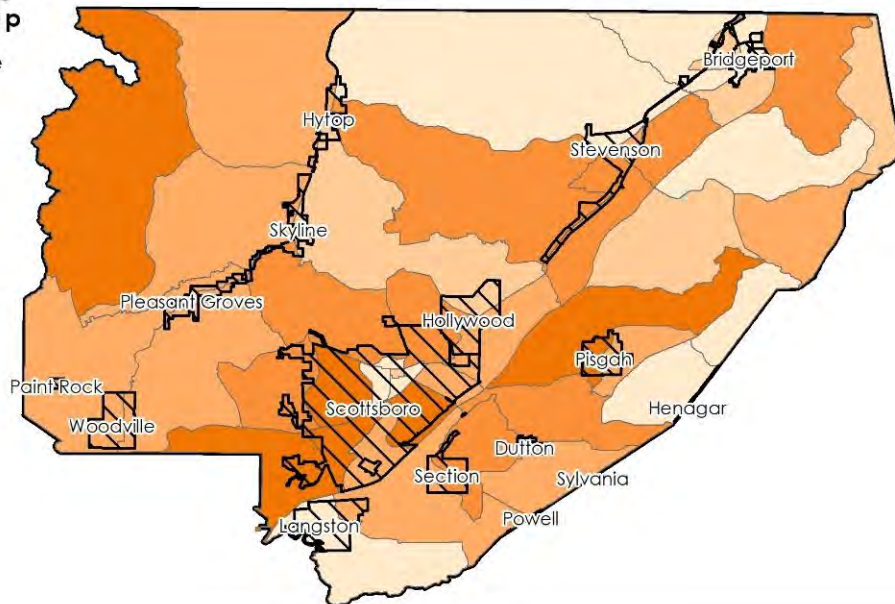 p
e
Bridgeport
Hytop
Stevenson
Skyline
Pleasant Groves
Hollywood
Pisgah
Paint Rock
Scottsboro
Henagar
Woodville
Dutton
Section
Sylvania
Powell
Langston